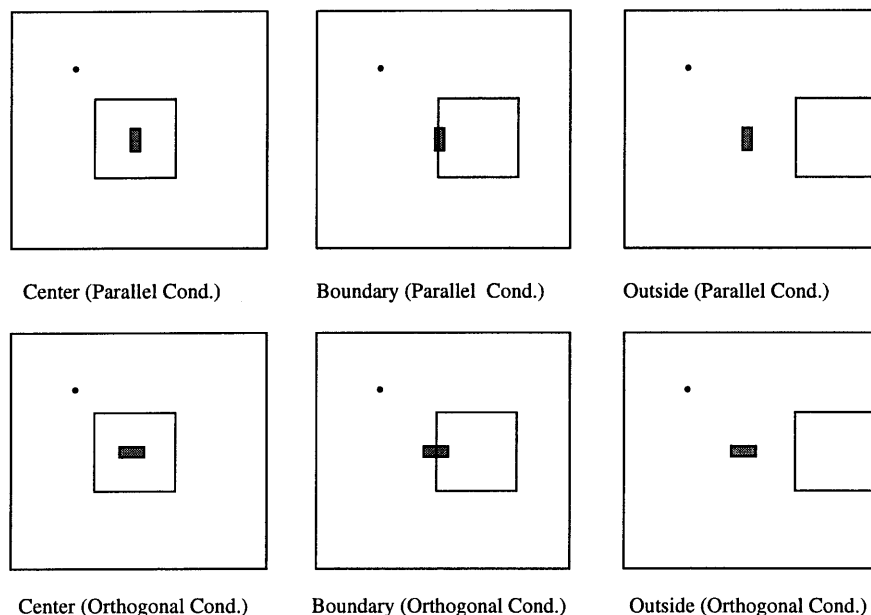 Center (Parallel Cond.)
Boundary (Parallel Cond.)
Outside (Parallel Cond.)
Center (Orthogonal Cond.)
Boundary (Orthogonal Cond.)
Outside (Orthogonal Cond.)